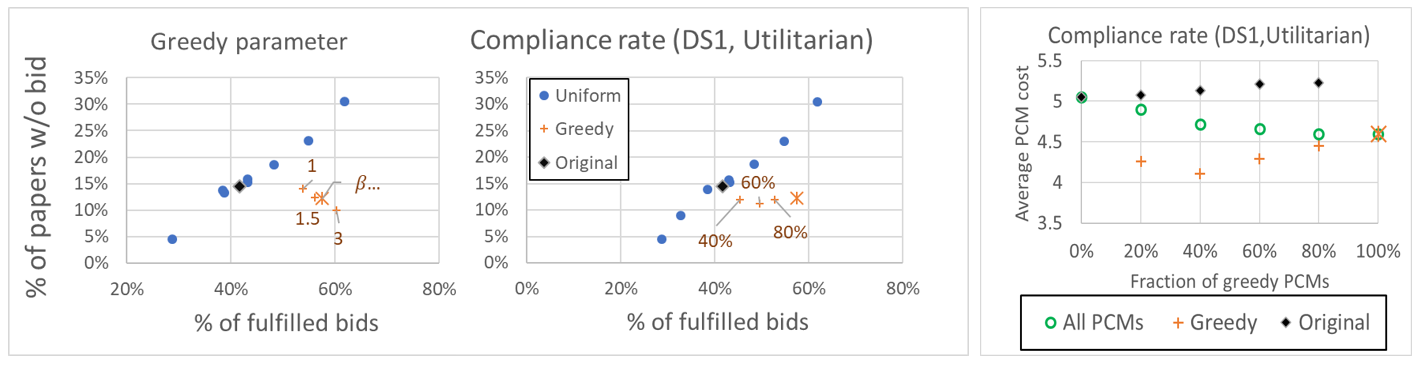 Greedy parameter
% of papers w/o bid
35%
30%
25%
20%
15%
10%
5%
0%
1
β...
1.5
3
20%
40%
60%
80%
% of fulfilled bids
Compliance rate (DS1, Utilitarian)
35%
30%
25%
20%
15%
10%
5%
0%
Uniform
Greedy
Original
60%
40%
80%
0%
20%
40%
60%
80%
% of fulfilled bids
Compliance rate (DS1,Utilitarian)
Average PCM cost
5.5
5
4.5
4
3.5
0%
20%
40%
60%
80%
100%
Fraction of greedy PCMs
All PCMs
Greedy
Original